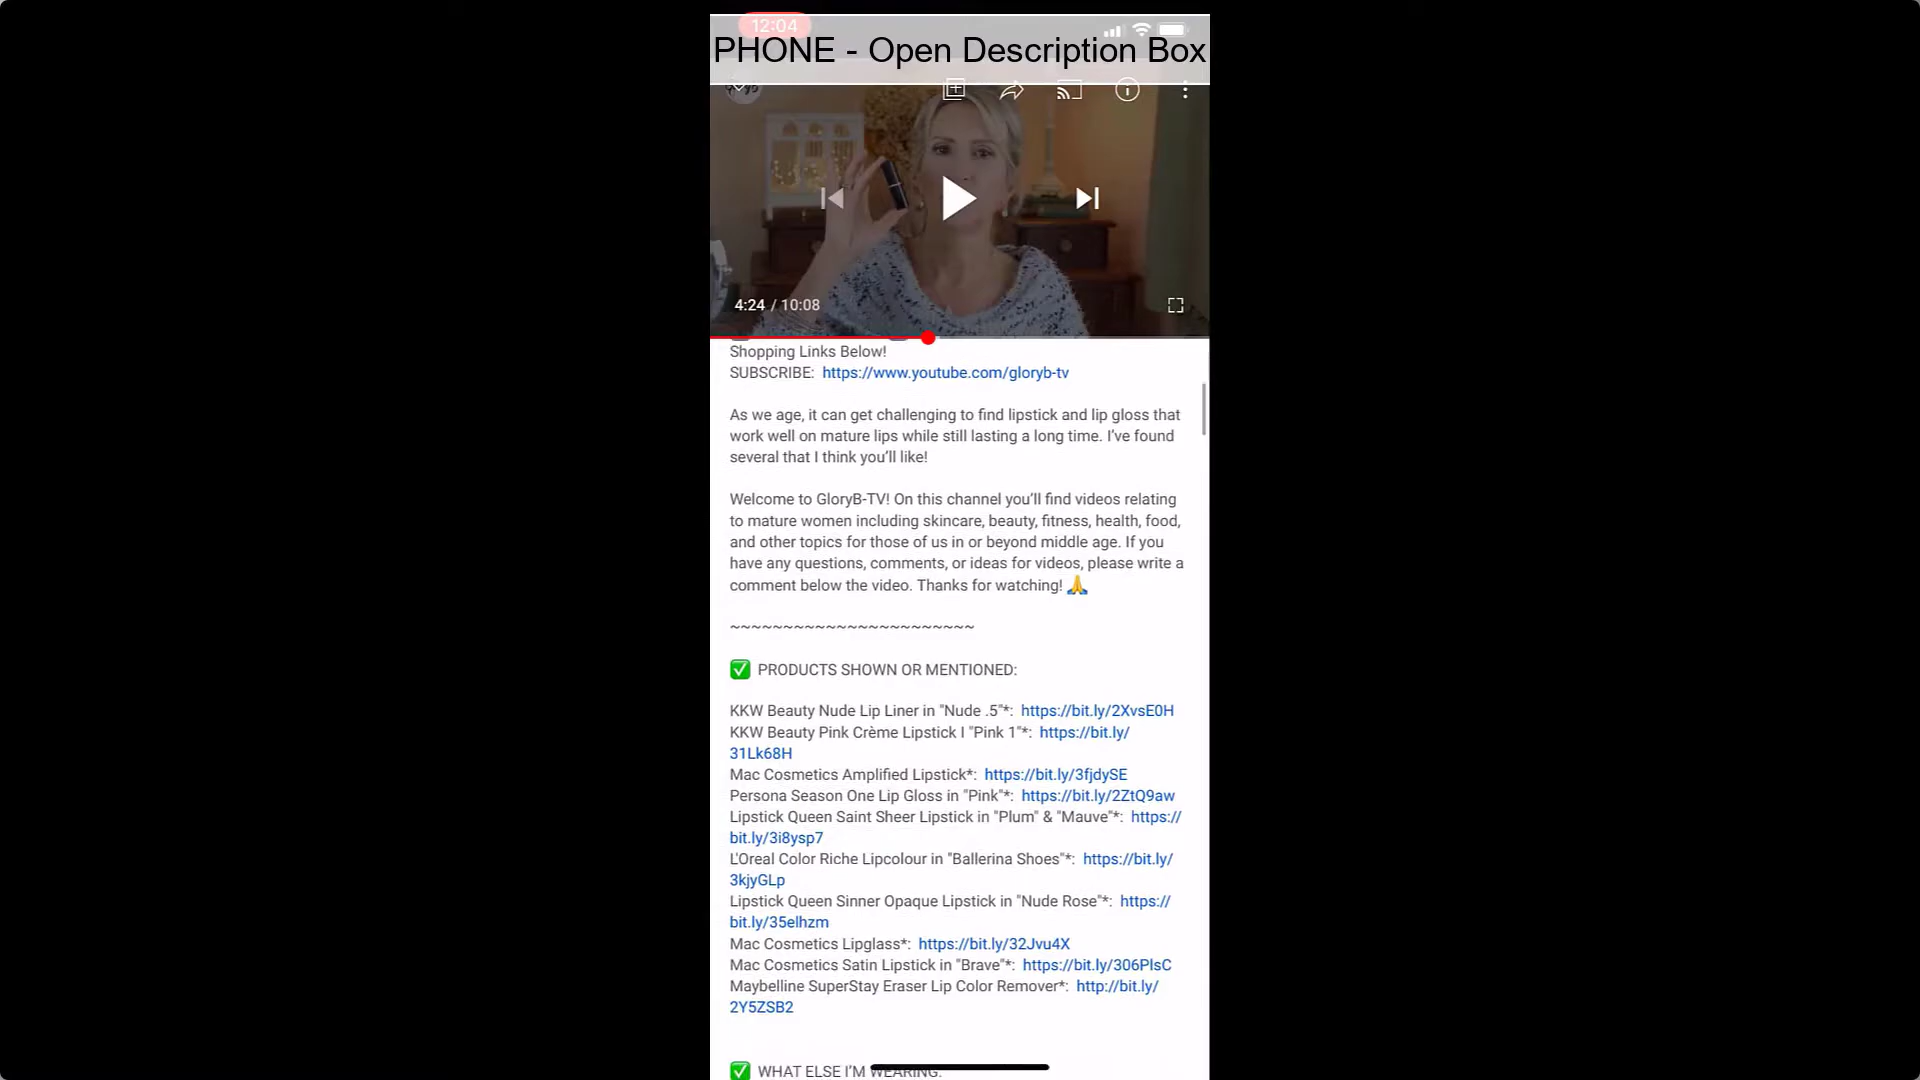 12:04
PHONE - Open Description Box
4:24 / 10:08
Shopping Links Below!
SUBSCRIBE: https://www.youtube.com/gloryb-tv
As we age, it can get challenging to find lipstick and lip gloss that
work well on mature lips while still lasting a long time. I've found
several that I think you'll like!
Welcome to GloryB-TV! On this channel you'll find videos relating
to mature women including skincare, beauty, fitness, health, food,
and other topics for those of us in or beyond middle age. If you
have any questions, comments, or ideas for videos, please write a
comment below the video. Thanks for watching! 🙏
~~~~~~~~~~~~~~~~~~~~~~~
✅ PRODUCTS SHOWN OR MENTIONED:
KKW Beauty Nude Lip Liner in "Nude .5"*: https://bit.ly/2XvsE0H
KKW Beauty Pink Crème Lipstick I "Pink 1"*: https://bit.ly/
31Lk68H
Mac Cosmetics Amplified Lipstick*: https://bit.ly/3fjdySE
Persona Season One Lip Gloss in "Pink"*: https://bit.ly/2ZtQ9aw
Lipstick Queen Saint Sheer Lipstick in "Plum" & "Mauve"*: https://
bit.ly/3i8ysp7
L'Oreal Color Riche Lipcolour in "Ballerina Shoes"*: https://bit.ly/
3kjyGLp
Lipstick Queen Sinner Opaque Lipstick in "Nude Rose"*: https://
bit.ly/35elhzm
Mac Cosmetics Lipglass*: https://bit.ly/32Jvu4X
Mac Cosmetics Satin Lipstick in "Brave"*: https://bit.ly/306PlsC
Maybelline SuperStay Eraser Lip Color Remover*: http://bit.ly/
2Y5ZSB2
✅ WHAT ELSE I'M WEARING: